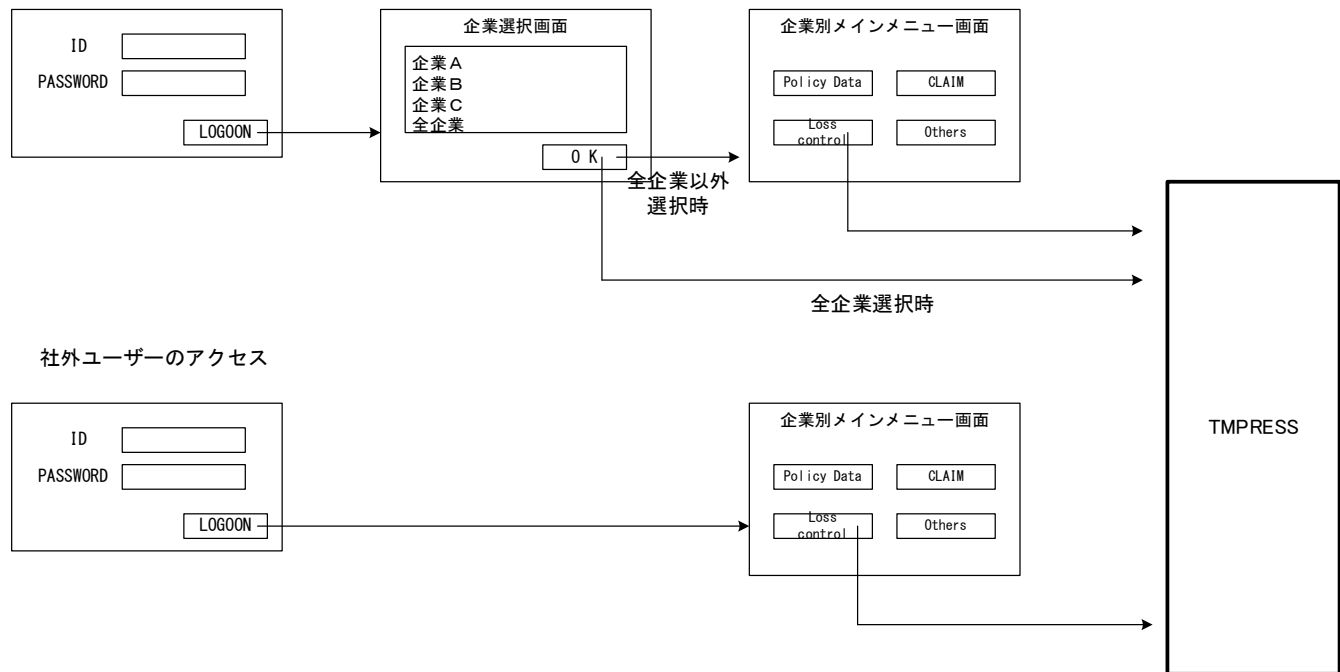 ID
PASSWORD
LOGOON
企業選択画面
企業A
企業B
企業C
全企業
OK
全企業以外
選択時
企業別メインメニュー画面
Policy Data
CLAIM
Loss
control
Others
全企業選択時
TMPRESS
社外ユーザーのアクセス
ID
PASSWORD
LOGOON
企業別メインメニュー画面
Policy Data
CLAIM
Loss
control
Others